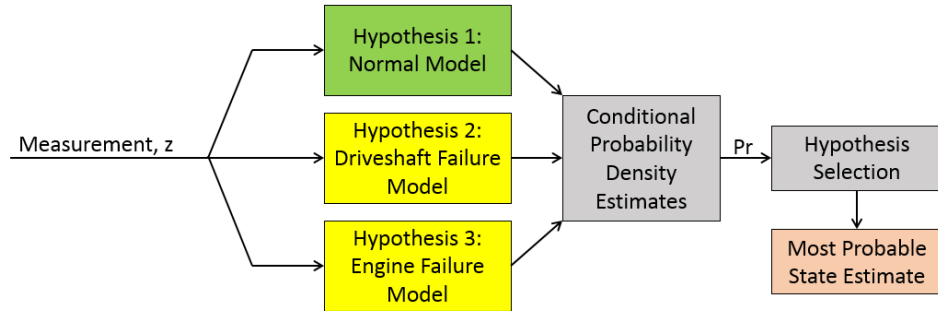 Measurement, z
Hypothesis 1:
Normal Model
Hypothesis 2:
Driveshaft Failure
Model
Hypothesis 3:
Engine Failure
Model
Conditional
Probability
Density
Estimates
Pr
Hypothesis
Selection
Most Probable
State Estimate